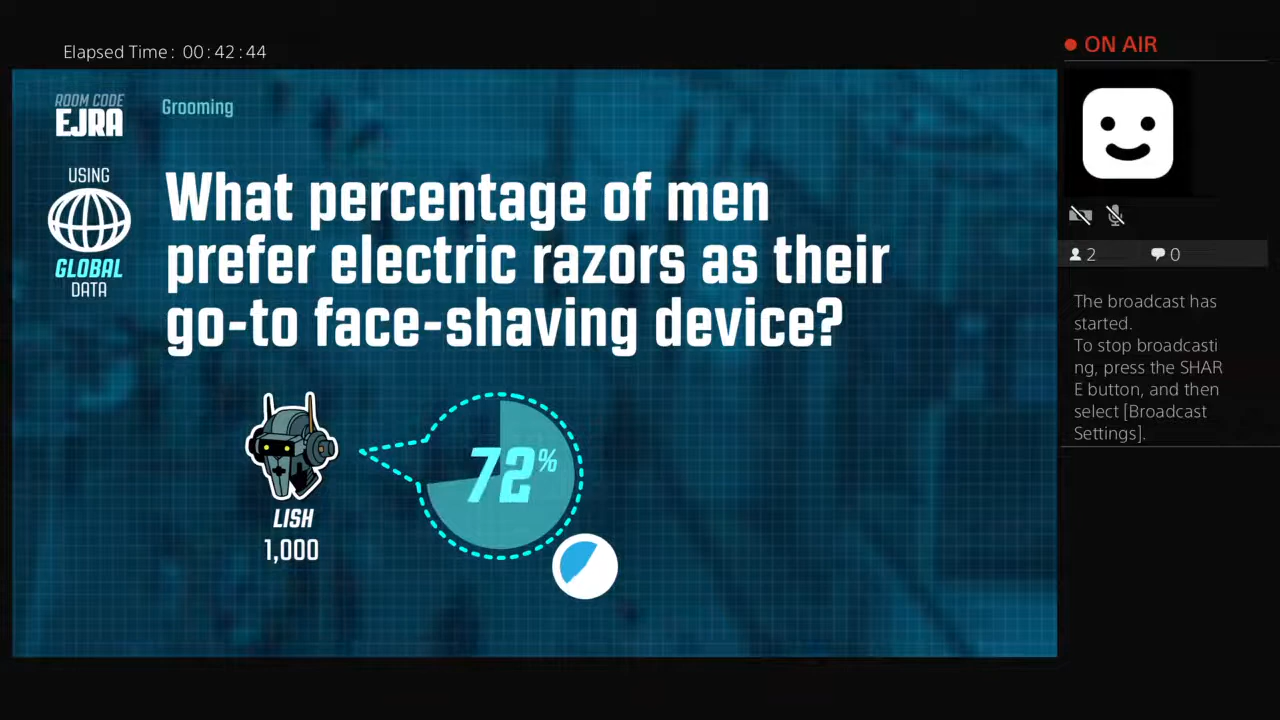 Elapsed Time: 00:42:44
ON AIR
ROOM CODE
EJRA
Grooming
USING
GLOBAL
DATA
What percentage of men
prefer electric razors as their
go-to face-shaving device?
72%
LISH
1,000
2
0
The broadcast has
started.
To stop broadcasti
ng, press the SHAR
E button, and then
select [Broadcast
Settings].